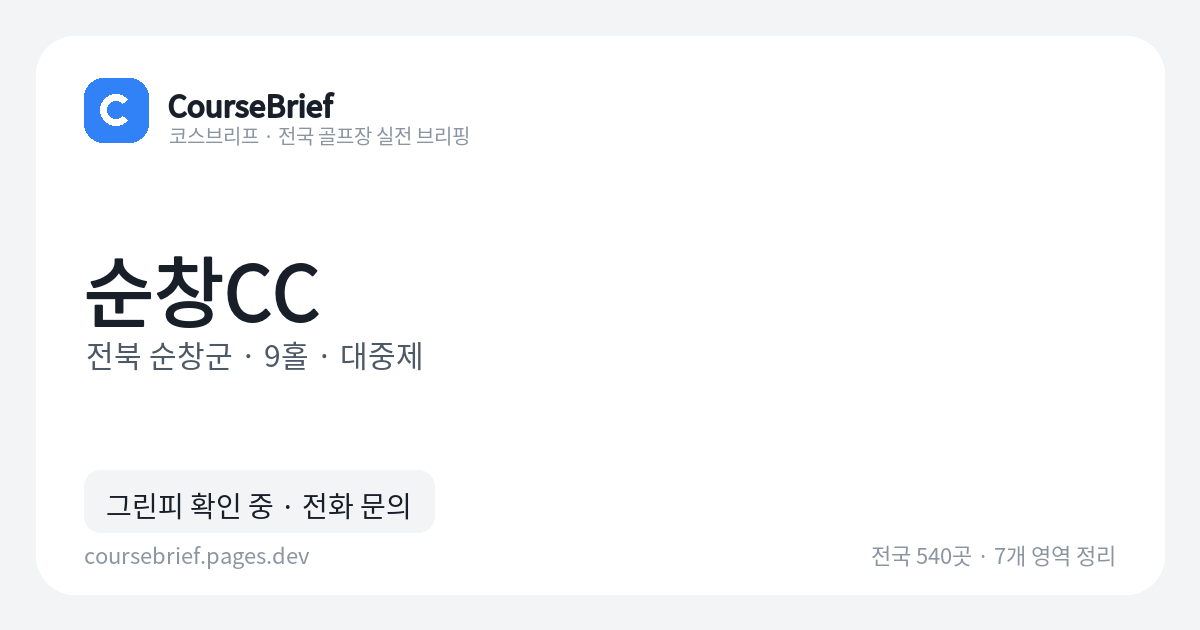 C
CourseBrief
코스브리프 · 전국 골프장 실전 브리핑
순창CC
전북 순창군 · 9홀 · 대중제
그린피 확인 중 · 전화 문의
coursebrief.pages.dev
전국 540곳 · 7개 영역 정리